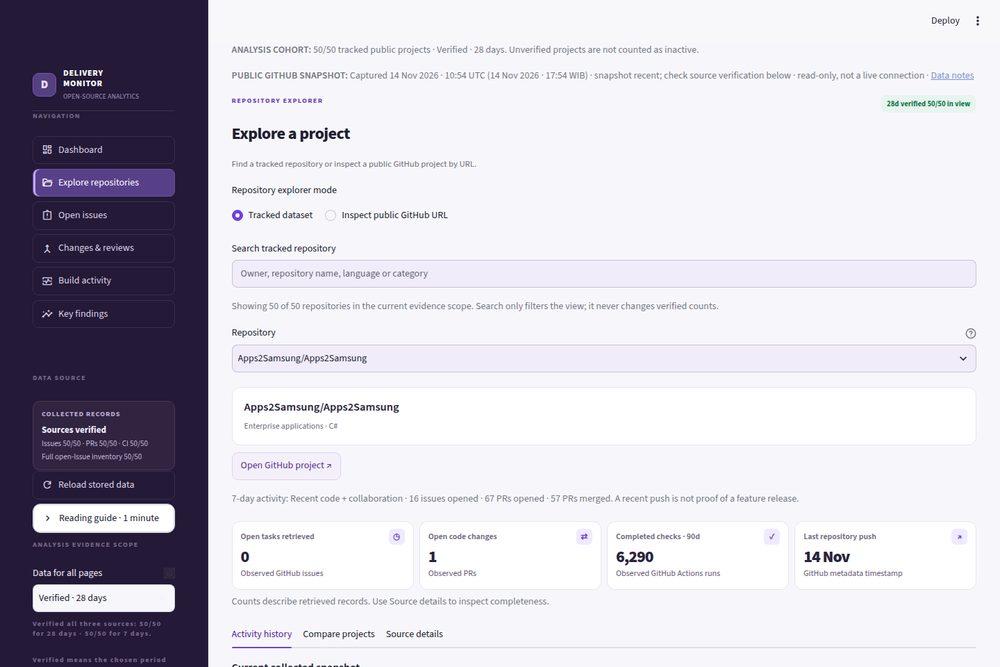 Deploy
D
DELIVERY
MONITOR
OPEN-SOURCE ANALYTICS
NAVIGATION
Dashboard
Explore repositories
Open issues
Changes & reviews
Build activity
Key findings
DATA SOURCE
COLLECTED RECORDS
Sources verified
Issues 50/50 · PRs 50/50 · CI 50/50
Full open-Issue inventory 50/50
Reload stored data
Reading guide · 1 minute
ANALYSIS EVIDENCE SCOPE
Data for all pages
Verified · 28 days
Verified all three sources: 50/50
for 28 days · 50/50 for 7 days.
Verified means the chosen period
ANALYSIS COHORT: 50/50 tracked public projects · Verified · 28 days. Unverified projects are not counted as inactive.
PUBLIC GITHUB SNAPSHOT: Captured 14 Nov 2026 · 10:54 UTC (14 Nov 2026 · 17:54 WIB) · snapshot recent; check source verification below · read-only, not a live connection · Data notes
REPOSITORY EXPLORER
28d verified 50/50 in view
Explore a project
Find a tracked repository or inspect a public GitHub project by URL.
Repository explorer mode
Tracked dataset
Inspect public GitHub URL
Search tracked repository
Owner, repository name, language or category
Showing 50 of 50 repositories in the current evidence scope. Search only filters the view; it never changes verified counts.
Repository
Apps2Samsung/Apps2Samsung
Apps2Samsung/Apps2Samsung
Enterprise applications · C#
Open GitHub project ↗
7-day activity: Recent code + collaboration · 16 issues opened · 67 PRs opened · 57 PRs merged. A recent push is not proof of a feature release.
Open tasks retrieved
0
Observed GitHub issues
Open code changes
1
Observed PRs
Completed checks · 90d
6,290
Observed GitHub Actions runs
Last repository push
14 Nov
GitHub metadata timestamp
Counts describe retrieved records. Use Source details to inspect completeness.
Activity history
Compare projects
Source details
Current collected snapshot